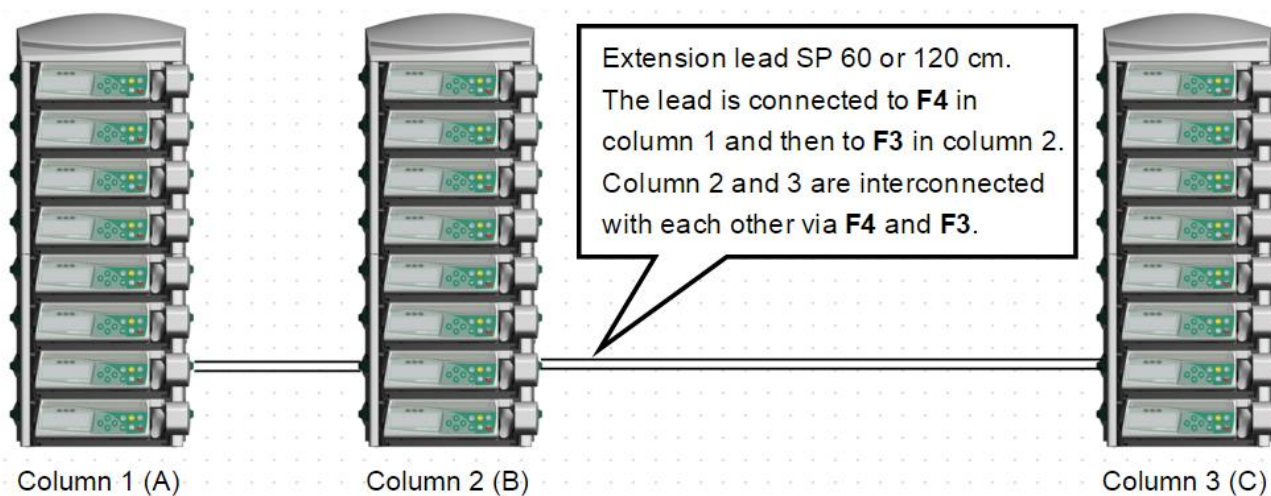 Extension lead SP 60 or 120 cm.
The lead is connected to F4 in
column 1 and then to F3 in column 2.
Column 2 and 3 are interconnected
with each other via F4 and F3.
Column 1 (A)
Column 2 (B)
Column 3 (C)